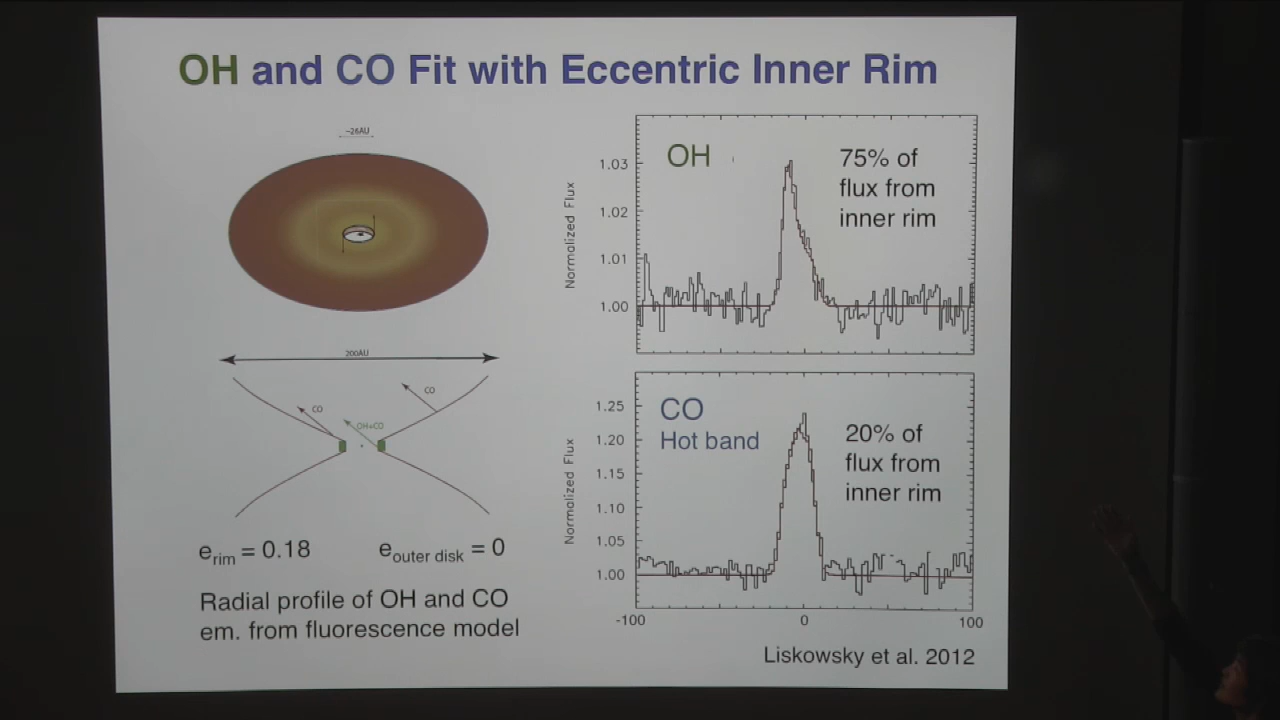 OH and CO Fit with Eccentric Inner Rim
~26AU
200AU
CO
CO
OH+CO
e rim = 0.18
e outer disk = 0
Radial profile of OH and CO
em. from fluorescence model
OH
75% of
flux from
inner rim
Normalized Flux
1.03
1.02
1.01
1.00
CO
Hot band
20% of
flux from
inner rim
Normalized Flux
1.25
1.20
1.15
1.10
1.05
1.00
-100
0
100
Liskowsky et al. 2012